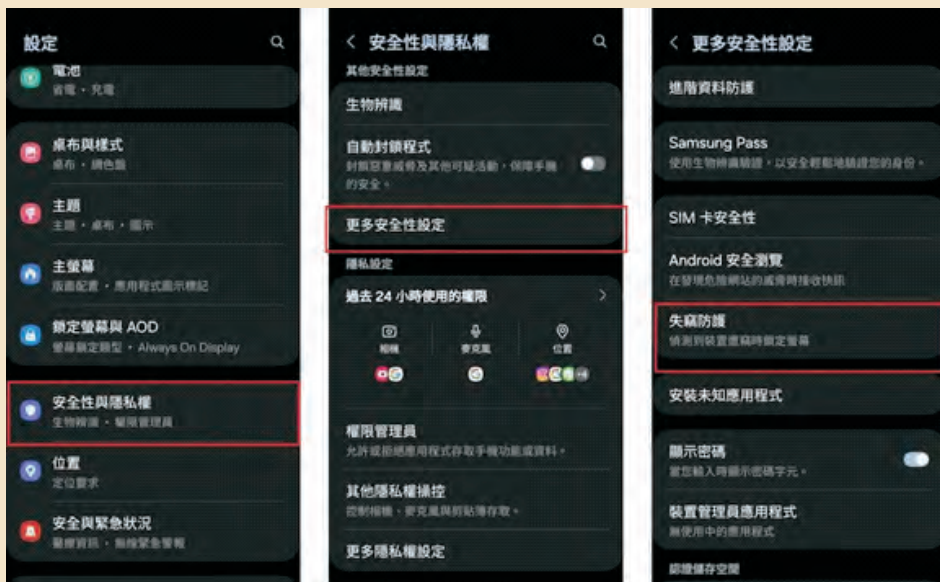 設定
電池
省電・充電
桌布與樣式
桌布・調色盤
主題
主題・桌布・圖示
主螢幕
版面配置・應用程式圖示標記
鎖定螢幕與 AOD
螢幕鎖定類型・Always On Display
安全性與隱私權
生物辨識・權限管理員
位置
定位要求
安全與緊急狀況
醫療資訊・無線緊急警報
安全性與隱私權
其他安全性設定
生物辨識
自動封鎖程式
封鎖惡意威脅及其他可疑活動，保障手機
的安全。
更多安全性設定
隱私設定
過去 24 小時使用的權限
相機
麥克風
位置
+4
權限管理員
允許或拒絕應用程式存取手機功能或資料。
其他隱私權操控
控制相機、麥克風與剪貼簿存取。
更多隱私權設定
更多安全性設定
進階資料防護
Samsung Pass
使用生物辨識驗證，以安全輕鬆地驗證您的身份。
SIM 卡安全性
Android 安全瀏覽
在發現危險網站的威脅時接收快訊
失竊防護
偵測到裝置遭竊時鎖定螢幕
安裝未知應用程式
顯示密碼
當您輸入時顯示密碼字元。
裝置管理員應用程式
無使用中的應用程式
認證儲存空間